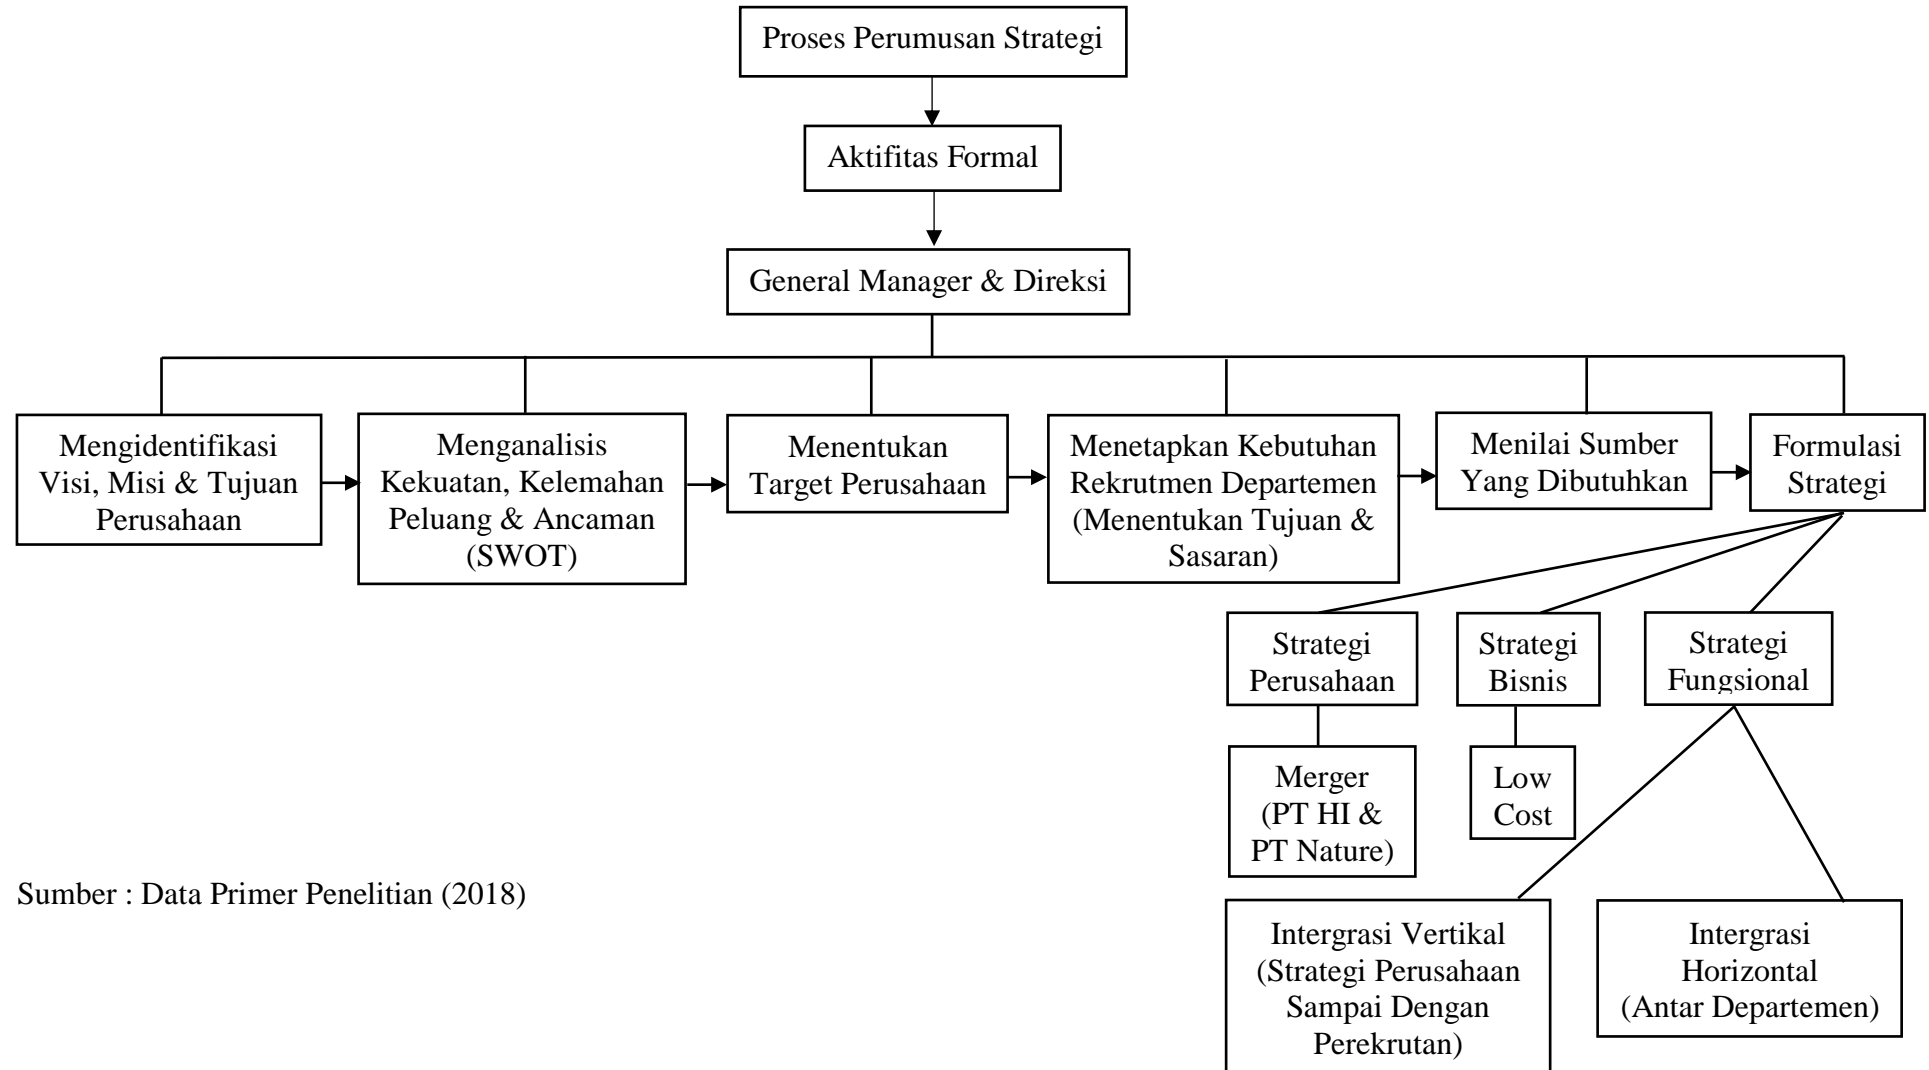 Proses Perumusan Strategi
Aktifitas Formal
General Manager & Direksi
Mengidentifikasi
Visi, Misi & Tujuan
Perusahaan
Menganalisis
Kekuatan, Kelemahan
Peluang & Ancaman
(SWOT)
Menentukan
Target Perusahaan
Menetapkan Kebutuhan
Rekrutmen Departemen
(Menentukan Tujuan &
Sasaran)
Menilai Sumber
Yang Dibutuhkan
Formulasi
Strategi
Strategi
Perusahaan
Strategi
Bisnis
Strategi
Fungsional
Merger
(PT HI &
PT Nature)
Low
Cost
Sumber : Data Primer Penelitian (2018)
Intergrasi Vertikal
(Strategi Perusahaan
Sampai Dengan
Perekrutan)
Intergrasi
Horizontal
(Antar Departemen)